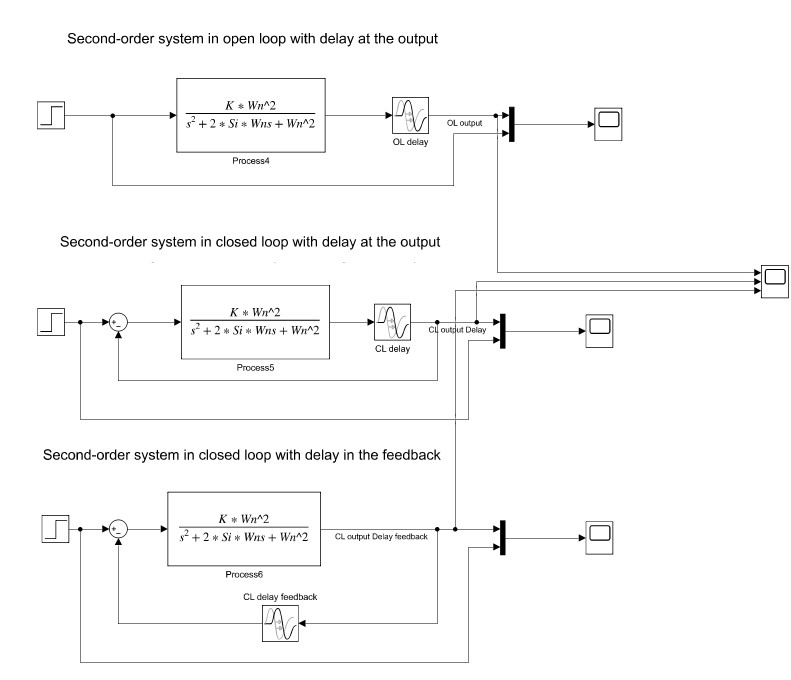 Second-order system in open loop with delay at the output
K * Wn^2
s^2 + 2 * Si * Wns + Wn^2
Process4
OL delay
OL output
Second-order system in closed loop with delay at the output
+
-
K * Wn^2
s^2 + 2 * Si * Wns + Wn^2
Process5
CL delay
CL output Delay
Second-order system in closed loop with delay in the feedback
+
-
K * Wn^2
s^2 + 2 * Si * Wns + Wn^2
Process6
CL output Delay feedback
CL delay feedback